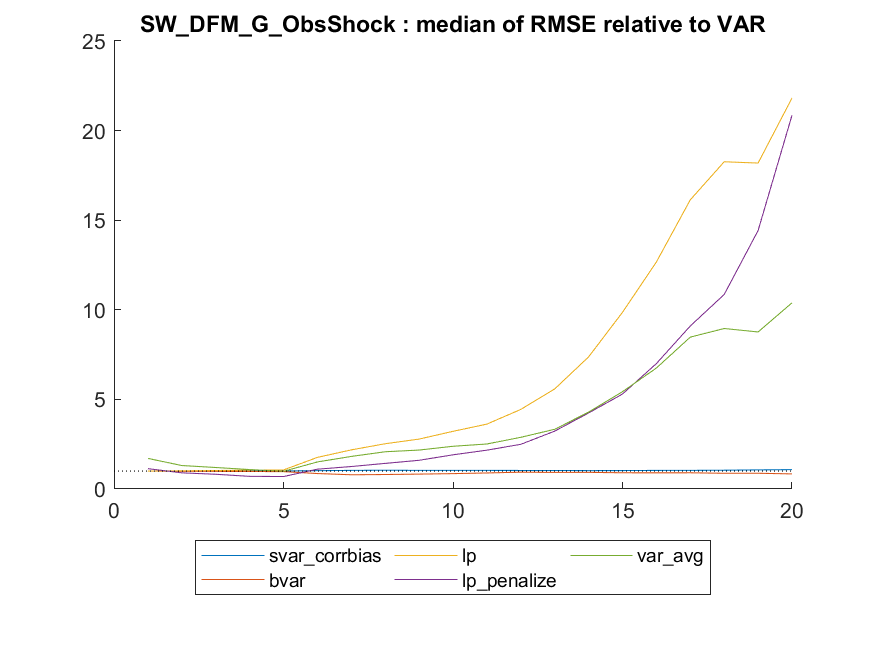 SW_DFM_G_ObsShock : median of RMSE relative to VAR
25
20
15
10
5
0
0 5 10 15 20
svar_corrbias lp var_avg
bvar lp_penalize